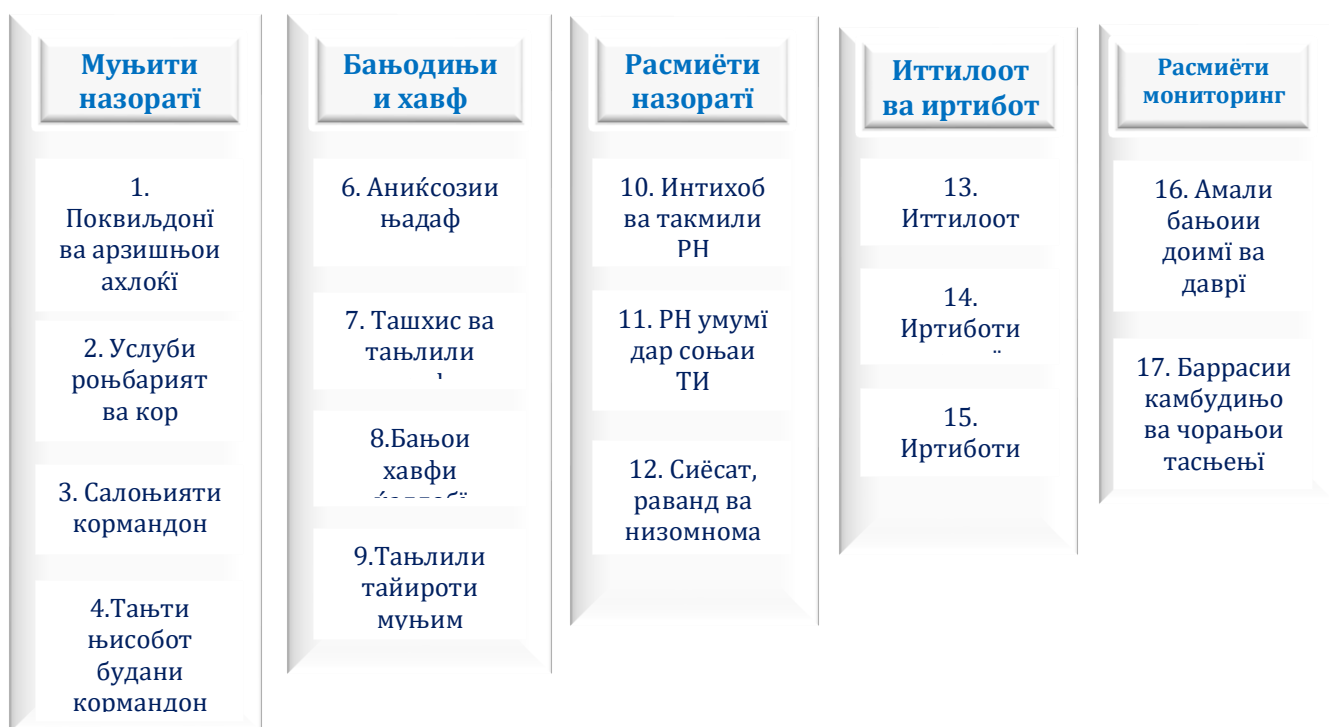 Муњити
назоратї
1.
Поквиљдонї
ва арзишњои
ахлоќї
2. Услуби
роњбарият
ва кор
3. Салоњияти
кормандон
4.Тањти
њисобот
будани
кормандон
Бањодињи
и хавф
6. Аниќсозии
њадаф
7. Ташхис ва
тањлили
8.Бањои
хавфи
9.Тањлили
тайироти
муњим
Расмиёти
назоратї
10. Интихоб
ва такмили
РН
11. РН умумї
дар соњаи
ТИ
12. Сиёсат,
раванд ва
низомнома
Иттилоот
ва иртибот
13.
Иттилоот
14.
Иртиботи
15.
Иртиботи
Расмиёти
мониторинг
16. Амали
бањоии
доимї ва
даврї
17. Баррасии
камбудињо
ва чорањои
тасњењї